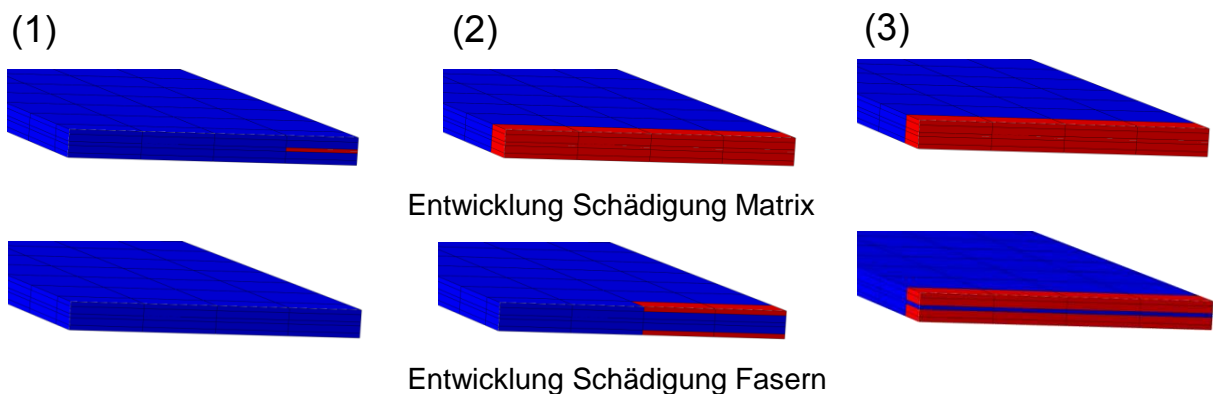 (1)
(2)
(3)
Entwicklung Schädigung Matrix
Entwicklung Schädigung Fasern